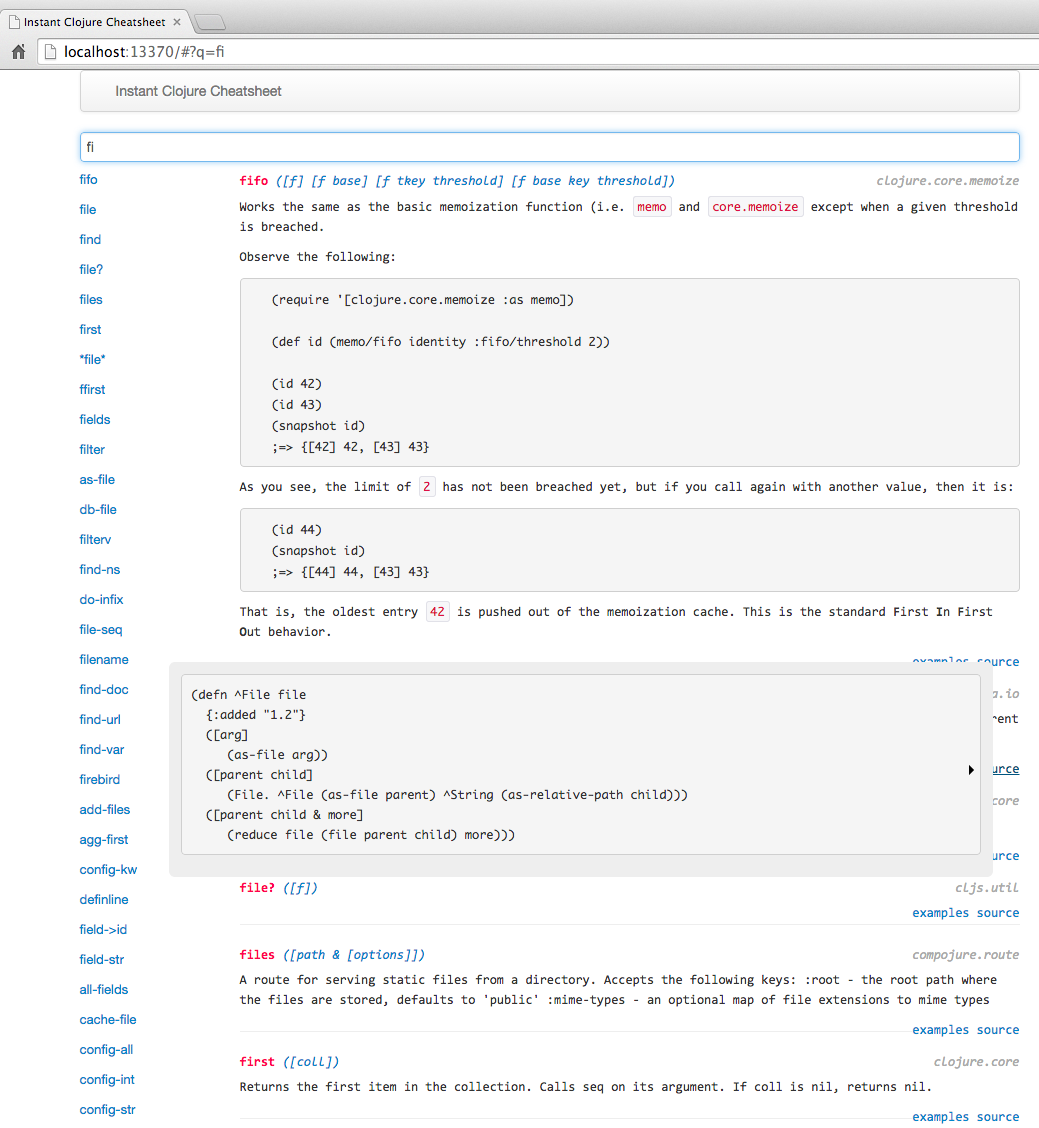 Instant Clojure Cheatsheet
localhost:13370/#?q=fi
Instant Clojure Cheatsheet
fi
fifo
file
find
file?
files
first
*file*
ffirst
fields
filter
as-file
db-file
filterv
find-ns
do-infix
file-seq
filename
find-doc
find-url
find-var
firebird
add-files
agg-first
config-kw
definline
field->id
field-str
all-fields
cache-file
config-all
config-int
config-str
fifo ([f] [f base] [f tkey threshold] [f base key threshold]) clojure.core.memoize
Works the same as the basic memoization function (i.e. memo and core.memoize except when a given threshold
is breached.
Observe the following:
(require '[clojure.core.memoize :as memo])
(def id (memo/fifo identity :fifo/threshold 2))
(id 42)
(id 43)
(snapshot id)
;=> {[42] 42, [43] 43}
As you see, the limit of 2 has not been breached yet, but if you call again with another value, then it is:
(id 44)
(snapshot id)
;=> {[44] 44, [43] 43}
That is, the oldest entry 42 is pushed out of the memoization cache. This is the standard First In First
Out behavior.
examples source
(defn ^File file
{:added "1.2"}
([arg]
(as-file arg))
([parent child]
(File. ^File (as-file parent) ^String (as-relative-path child)))
([parent child & more]
(reduce file (file parent child) more)))
a.io
rent
urce
core
urce
file? ([f]) cljs.util
examples source
files ([path & [options]]) compojure.route
A route for serving static files from a directory. Accepts the following keys: :root - the root path where
the files are stored, defaults to 'public' :mime-types - an optional map of file extensions to mime types
examples source
first ([coll]) clojure.core
Returns the first item in the collection. Calls seq on its argument. If coll is nil, returns nil.
examples source